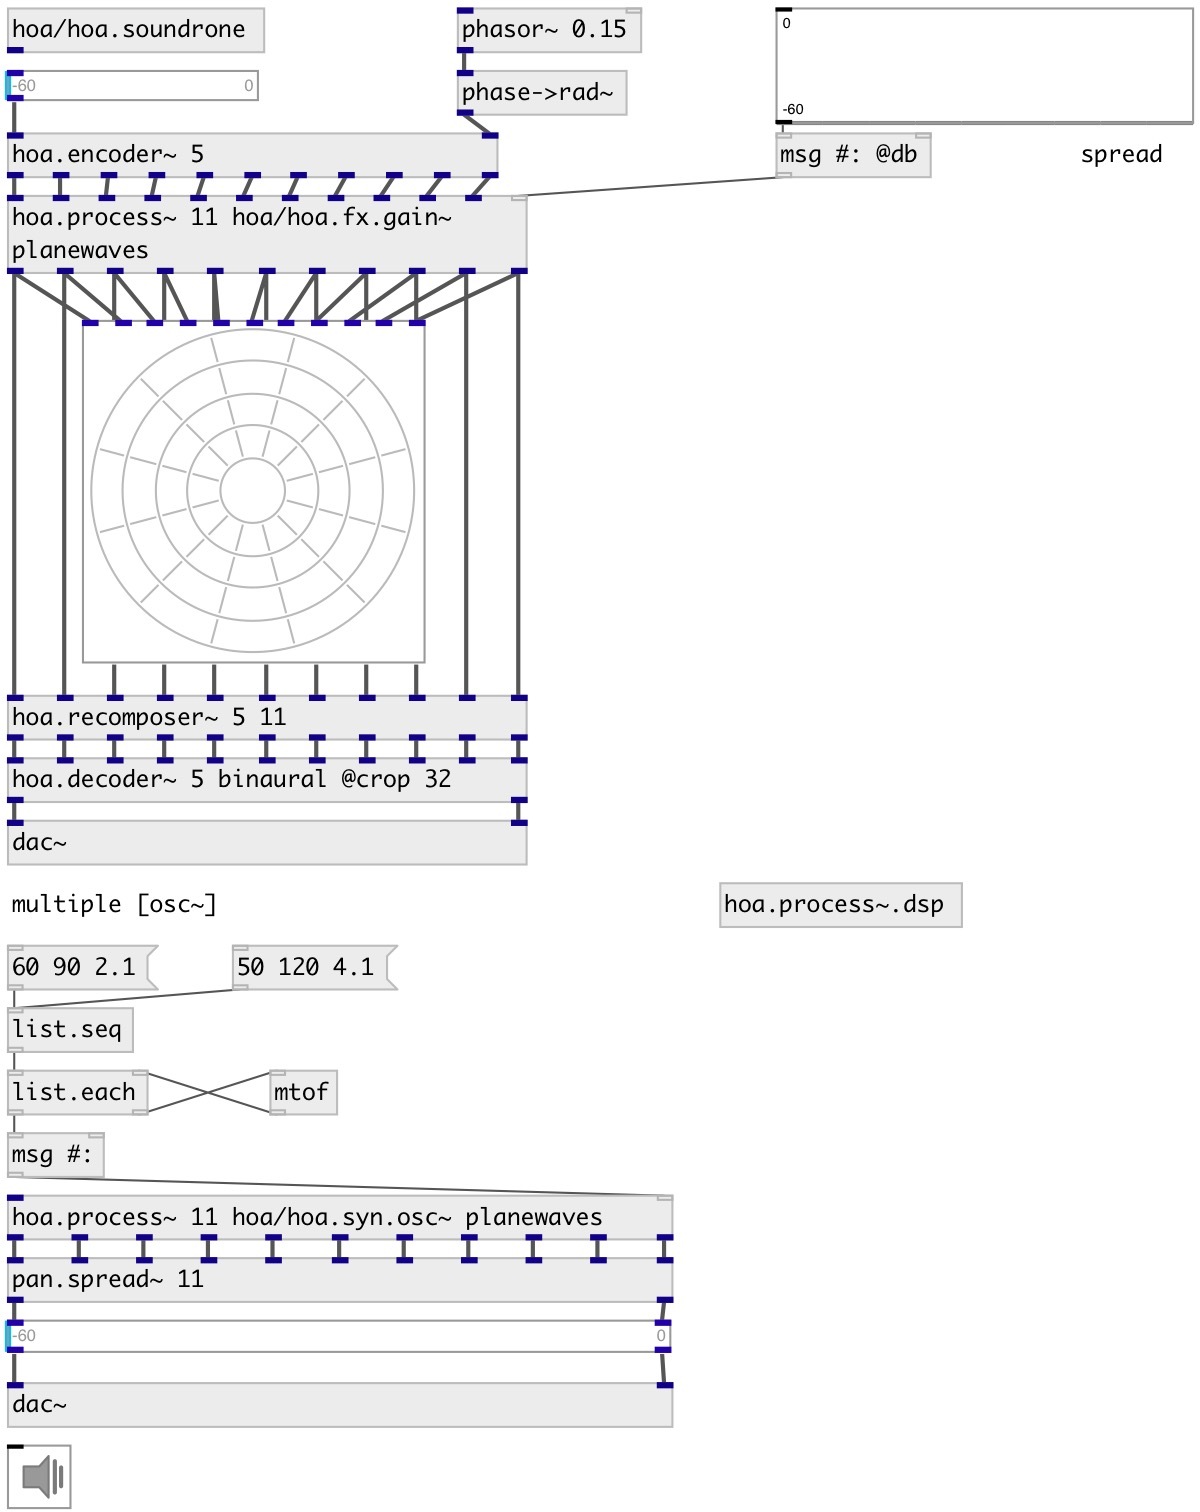 hoa/hoa.soundrone
phasor~ 0.15
0
-60
0
phase->rad~
-60
hoa.encoder~ 5
msg #: @db
spread
hoa.process~ 11 hoa/hoa.fx.gain~
planewaves
hoa.recomposer~ 5 11
hoa.decoder~ 5 binaural @crop 32
dac~
multiple [osc~]
hoa.process~.dsp
60 90 2.1
50 120 4.1
list.seq
list.each
mtof
msg #:
hoa.process~ 11 hoa/hoa.syn.osc~ planewaves
pan.spread~ 11
-60
0
dac~